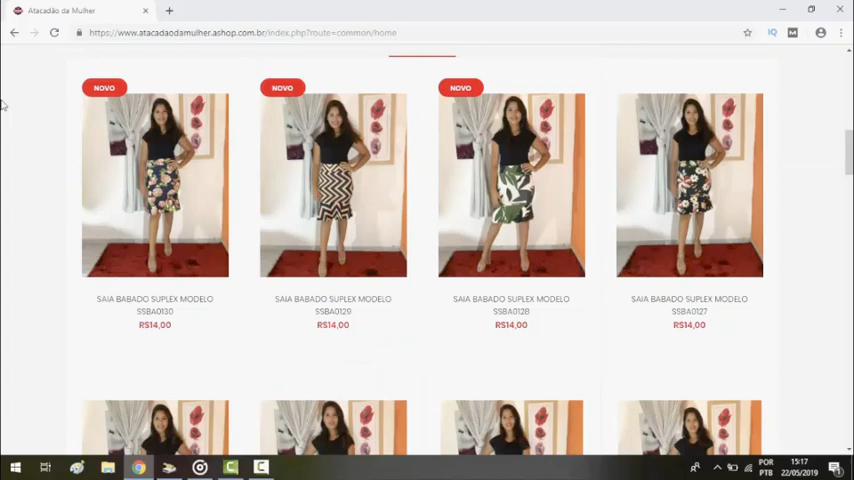 Atacadão da Mulher
https://www.atacadaodamulher.ashop.com.br/index.php?route=common/home
IQ
M
NOVO
NOVO
NOVO
SAIA BABADO SUPLEX MODELO
SSBA0130
R$14,00
SAIA BABADO SUPLEX MODELO
SSBA0129
R$14,00
SAIA BABADO SUPLEX MODELO
SSBA0128
R$14,00
SAIA BABADO SUPLEX MODELO
SSBA0127
R$14,00
POR
PTB
15:17
22/05/2019